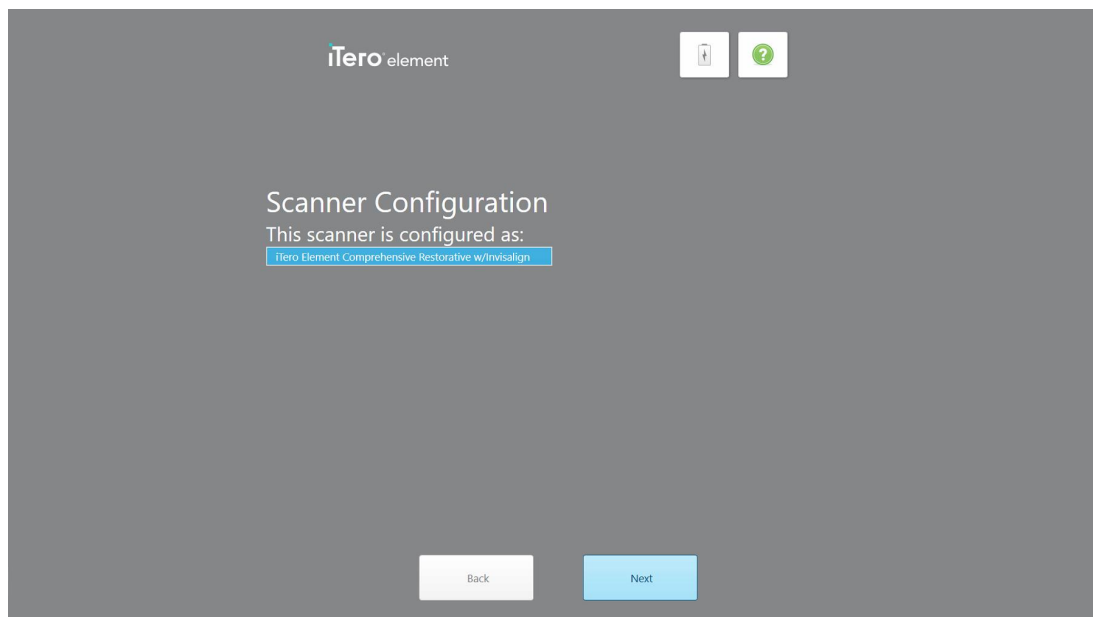 iTero element
?
Scanner Configuration
This scanner is configured as:
iTero Element Comprehensive Restorative w/Invisalign
Back
Next